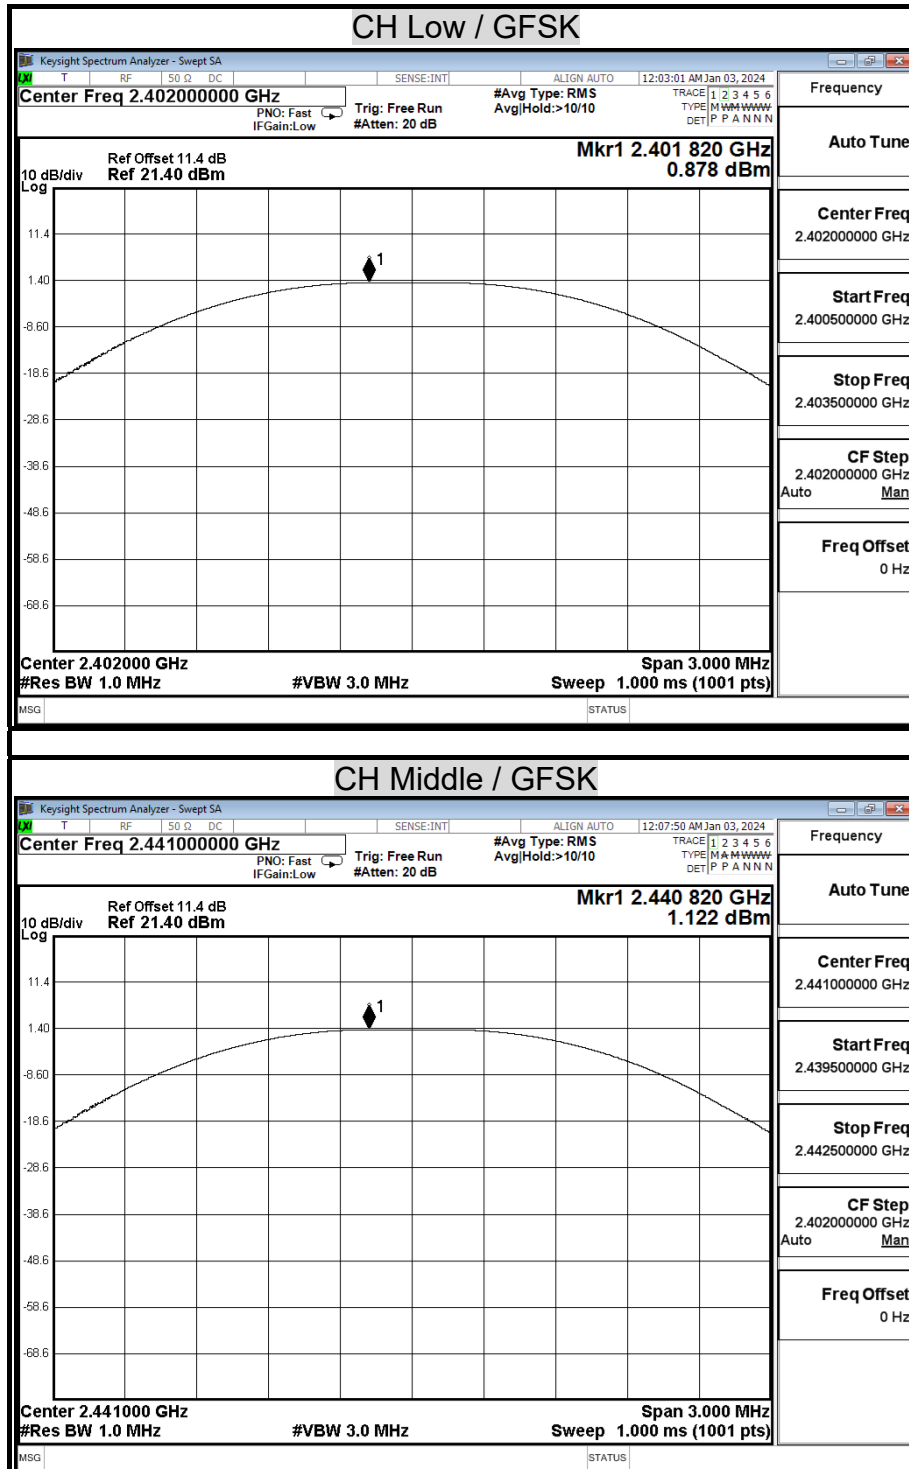 CH Low / GFSK
Keysight Spectrum Analyzer - Swept SA
LXI T RF 50 Ω DC SENSE:INT ALIGN AUTO 12:03:01 AM Jan 03, 2024
Center Freq 2.402000000 GHz
PNO: Fast
IFGain:Low
Trig: Free Run
#Atten: 20 dB
#Avg Type: RMS
Avg|Hold:>10/10
TRACE 1 2 3 4 5 6
TYPE M WM WWWW
DET P P A N N N
Frequency
Mkr1 2.401 820 GHz
0.878 dBm
Ref Offset 11.4 dB
10 dB/div Ref 21.40 dBm
Log
1
11.4
1.40
-8.60
-18.6
-28.6
-38.6
-48.6
-58.6
-68.6
Center 2.402000 GHz Span 3.000 MHz
#Res BW 1.0 MHz #VBW 3.0 MHz Sweep 1.000 ms (1001 pts)
MSG STATUS
Auto Tune
Center Freq
2.402000000 GHz
Start Freq
2.400500000 GHz
Stop Freq
2.403500000 GHz
CF Step
2.402000000 GHz
Auto Man
Freq Offset
0 Hz
CH Middle / GFSK
Keysight Spectrum Analyzer - Swept SA
LXI T RF 50 Ω DC SENSE:INT ALIGN AUTO 12:07:50 AM Jan 03, 2024
Center Freq 2.441000000 GHz
PNO: Fast
IFGain:Low
Trig: Free Run
#Atten: 20 dB
#Avg Type: RMS
Avg|Hold:>10/10
TRACE 1 2 3 4 5 6
TYPE M A M WWWW
DET P P A N N N
Frequency
Mkr1 2.440 820 GHz
1.122 dBm
Ref Offset 11.4 dB
10 dB/div Ref 21.40 dBm
Log
1
11.4
1.40
-8.60
-18.6
-28.6
-38.6
-48.6
-58.6
-68.6
Center 2.441000 GHz Span 3.000 MHz
#Res BW 1.0 MHz #VBW 3.0 MHz Sweep 1.000 ms (1001 pts)
MSG STATUS
Auto Tune
Center Freq
2.441000000 GHz
Start Freq
2.439500000 GHz
Stop Freq
2.442500000 GHz
CF Step
2.402000000 GHz
Auto Man
Freq Offset
0 Hz